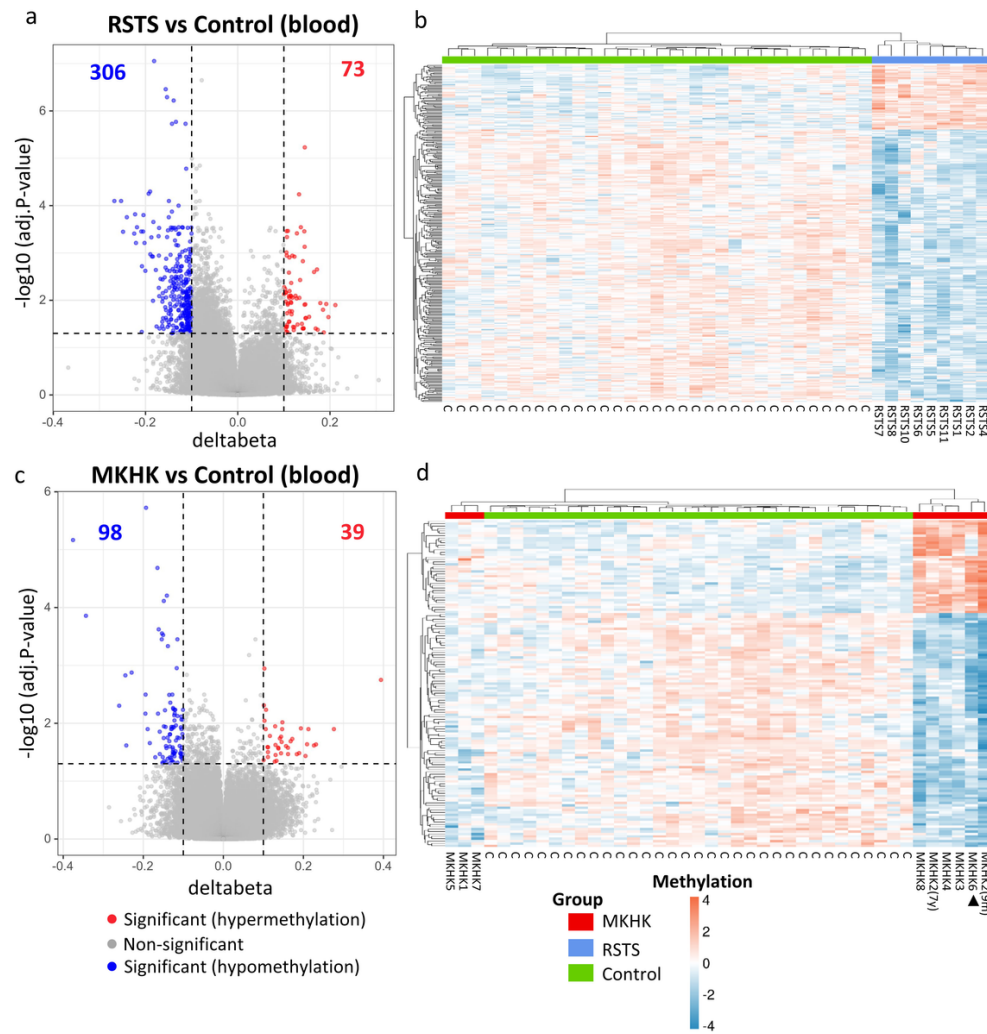 a
RSTS vs Control (blood)
306
73
-log10 (adj.P-value)
6
4
2
0
-0.4
-0.2
0.0
0.2
deltabeta
b
C C C C C C C C C C C C C C C C C C C C C C C C C C C C C C C C C RSTS7 RSTS8 RSTS10 RSTS6 RSTS5 RSTS11 RSTS1 RSTS2 RSTS4
c
MKHK vs Control (blood)
98
39
-log10 (adj.P-value)
6
4
2
0
-0.4
-0.2
0.0
0.2
0.4
deltabeta
Significant (hypermethylation)
Non-significant
Significant (hypomethylation)
d
MKHK5 MKHK1 MKHK7 C C C C C C C C C C C C C C C C C C C C C C C C C C C C C C C C C MKHK8 MKHK2(7y) MKHK4 MKHK3 MKHK6 MKHK2(9m)
Group
MKHK
RSTS
Control
Methylation
4
2
0
-2
-4